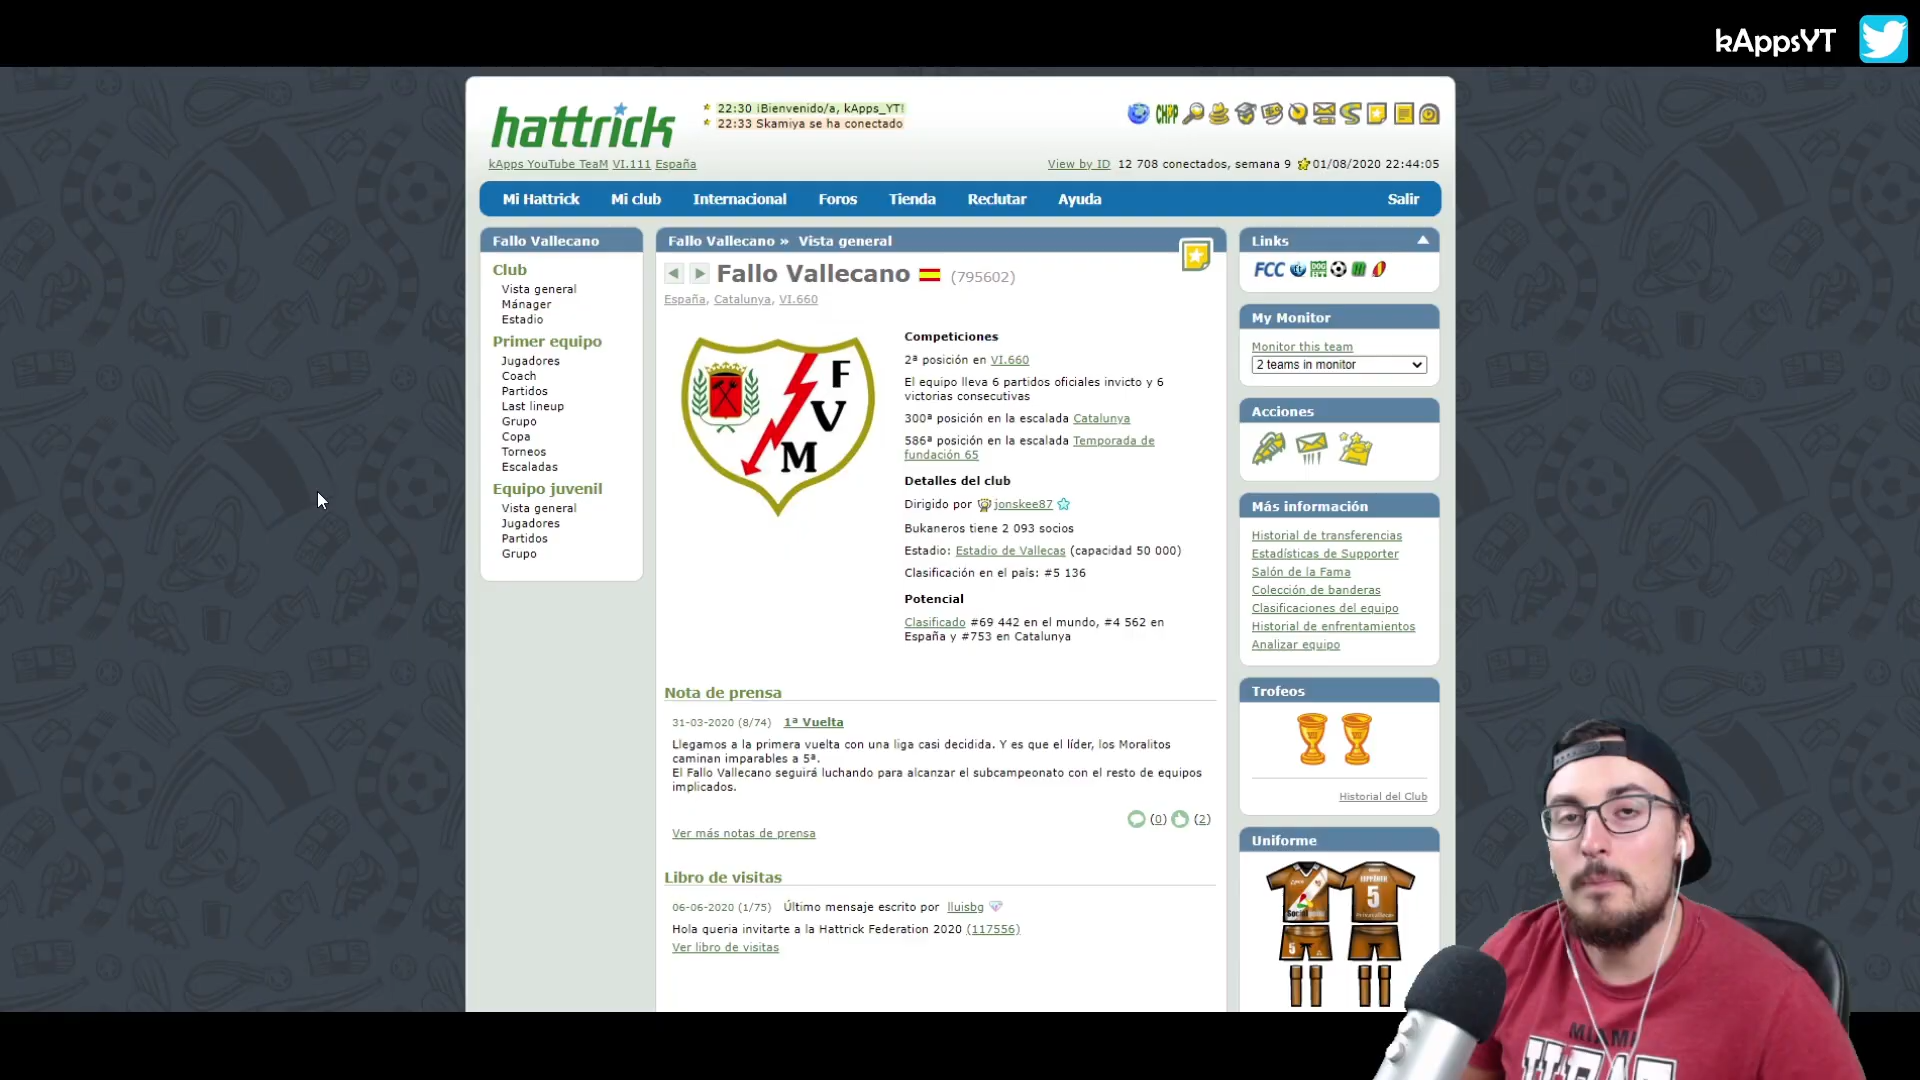 kAppsYT
hattrick
22:30 ¡Bienvenido/a, kApps_YT!
22:33 Skamiya se ha conectado
CHPP
kApps YouTube TeaM VI.111 España
View by ID 12 708 conectados, semana 9 01/08/2020 22:44:05
Mi Hattrick Mi club Internacional Foros Tienda Reclutar Ayuda Salir
Fallo Vallecano
Club
Vista general
Mánager
Estadio
Primer equipo
Jugadores
Coach
Partidos
Last lineup
Grupo
Copa
Torneos
Escaladas
Equipo juvenil
Vista general
Jugadores
Partidos
Grupo
Fallo Vallecano » Vista general
Fallo Vallecano (795602)
España, Catalunya, VI.660
F
V
M
Competiciones
2ª posición en VI.660
El equipo lleva 6 partidos oficiales invicto y 6
victorias consecutivas
300ª posición en la escalada Catalunya
586ª posición en la escalada Temporada de
fundación 65
Detalles del club
Dirigido por jonskee87
Bukaneros tiene 2 093 socios
Estadio: Estadio de Vallecas (capacidad 50 000)
Clasificación en el país: #5 136
Potencial
Clasificado #69 442 en el mundo, #4 562 en
España y #753 en Catalunya
Nota de prensa
31-03-2020 (8/74) 1ª Vuelta
Llegamos a la primera vuelta con una liga casi decidida. Y es que el líder, los Moralitos
caminan imparables a 5ª.
El Fallo Vallecano seguirá luchando para alcanzar el subcampeonato con el resto de equipos
implicados.
(0) (2)
Ver más notas de prensa
Libro de visitas
06-06-2020 (1/75) Último mensaje escrito por lluisbg
Hola queria invitarte a la Hattrick Federation 2020 (117556)
Ver libro de visitas
Links
FCC
My Monitor
Monitor this team
2 teams in monitor
Acciones
Más información
Historial de transferencias
Estadísticas de Supporter
Salón de la Fama
Colección de banderas
Clasificaciones del equipo
Historial de enfrentamientos
Analizar equipo
Trofeos
Historial del Club
Uniforme
5
5
MIAMI